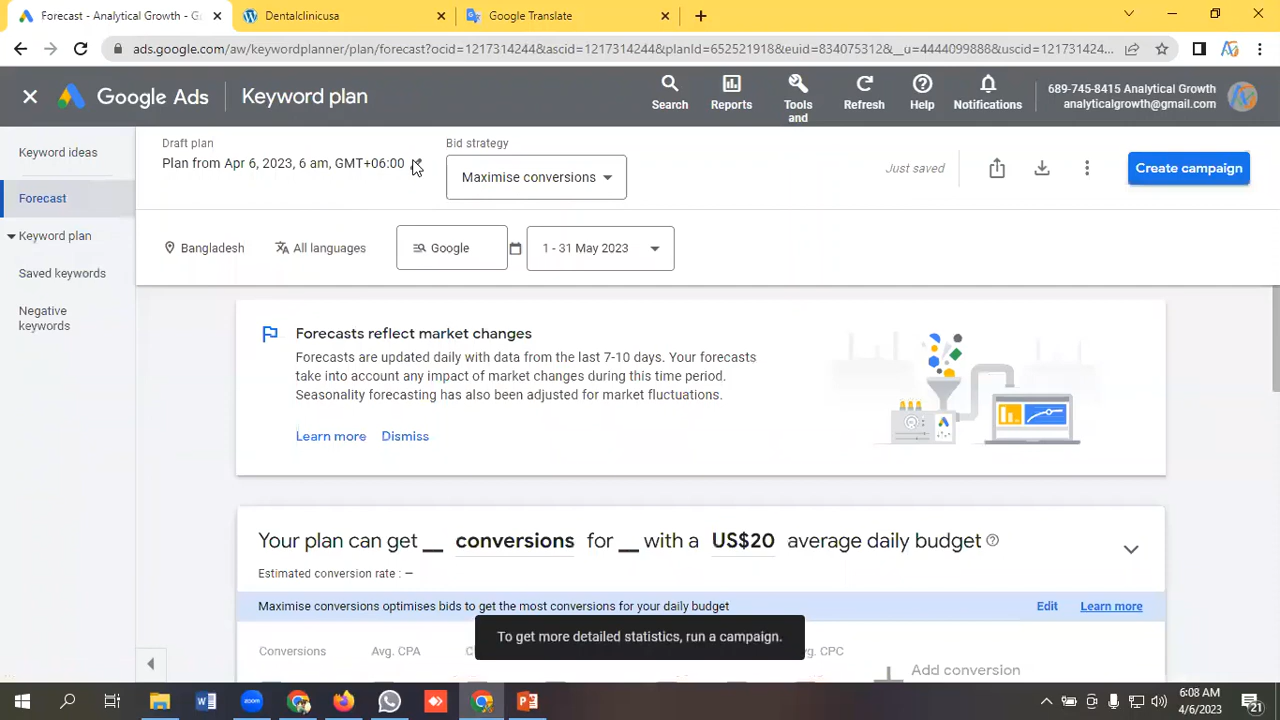 Forecast - Analytical Growth - G
Dentalclinicusa
Google Translate
ads.google.com/aw/keywordplanner/plan/forecast?ocid=1217314244&ascid=1217314244&planId=652521918&euid=834075312&__u=4444099888&uscid=121731424...
Google Ads
Keyword plan
Search
Reports
Tools and
Refresh
Help
Notifications
689-745-8415 Analytical Growth
analyticalgrowth@gmail.com
Keyword ideas
Forecast
Keyword plan
Saved keywords
Negative
keywords
Draft plan
Plan from Apr 6, 2023, 6 am, GMT+06:00
Bid strategy
Maximise conversions
Just saved
Create campaign
Bangladesh
All languages
Google
1 - 31 May 2023
Forecasts reflect market changes
Forecasts are updated daily with data from the last 7-10 days. Your forecasts
take into account any impact of market changes during this time period.
Seasonality forecasting has also been adjusted for market fluctuations.
Learn more Dismiss
Your plan can get __ conversions for __ with a US$20 average daily budget
Estimated conversion rate : –
Maximise conversions optimises bids to get the most conversions for your daily budget
Edit Learn more
To get more detailed statistics, run a campaign.
Conversions Avg. CPA
vg. CPC
Add conversion
6:08 AM
4/6/2023
21